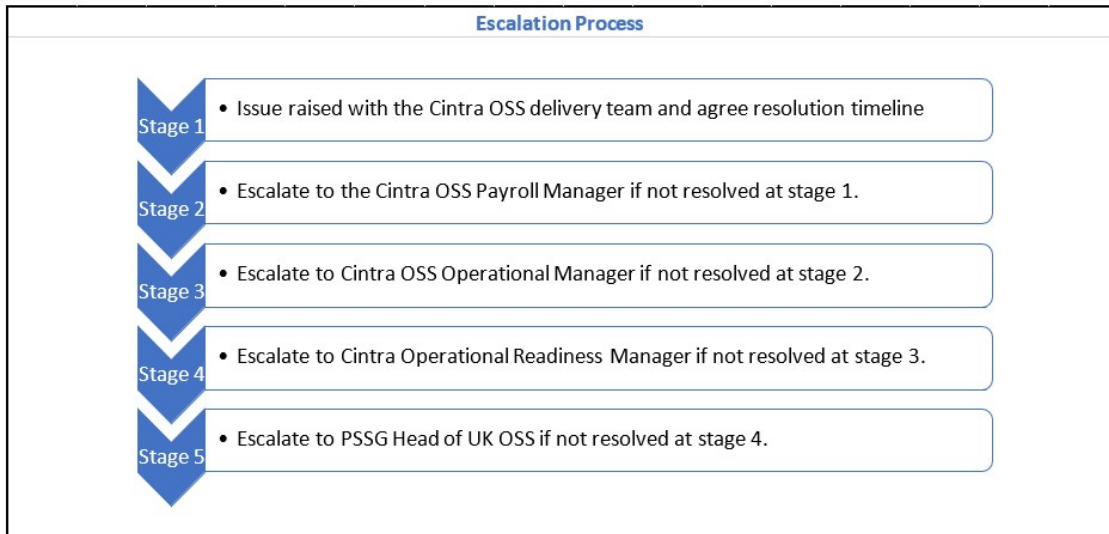 Escalation Process
Stage 1
• Issue raised with the Cintra OSS delivery team and agree resolution timeline
Stage 2
• Escalate to the Cintra OSS Payroll Manager if not resolved at stage 1.
Stage 3
• Escalate to Cintra OSS Operational Manager if not resolved at stage 2.
Stage 4
• Escalate to Cintra Operational Readiness Manager if not resolved at stage 3.
Stage 5
• Escalate to PSSG Head of UK OSS if not resolved at stage 4.